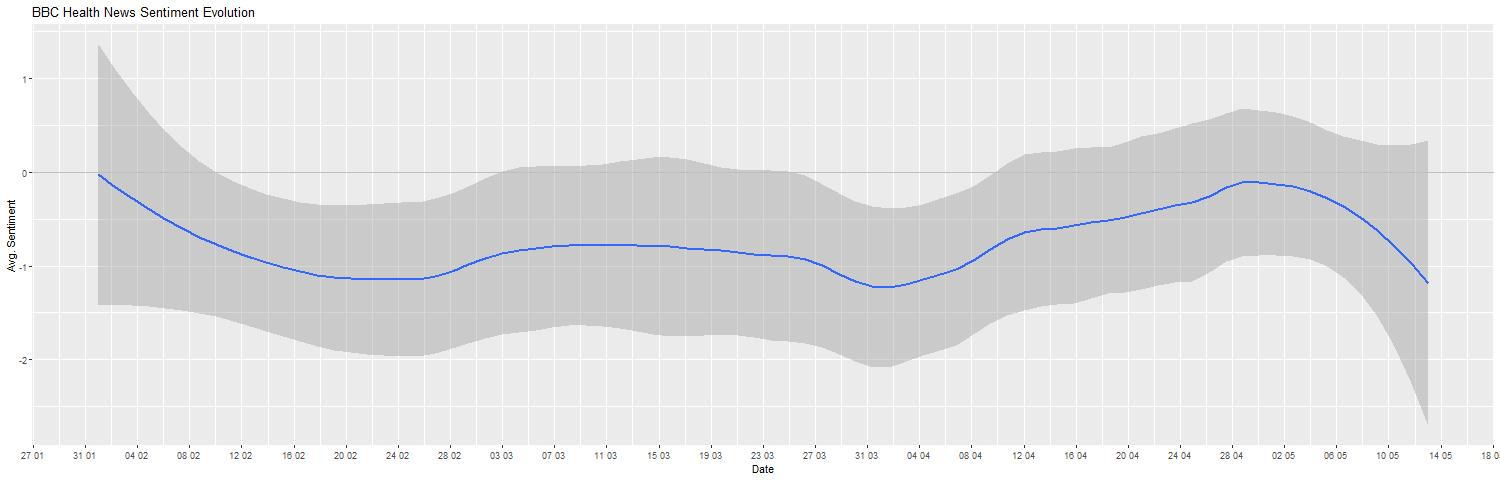 BBC Health News Sentiment Evolution
Avg. Sentiment
1
0
-1
-2
27 01 31 01 04 02 08 02 12 02 16 02 20 02 24 02 28 02 03 03 07 03 11 03 15 03 19 03 23 03 27 03 31 03 04 04 08 04 12 04 16 04 20 04 24 04 28 04 02 05 06 05 10 05 14 05 18
Date